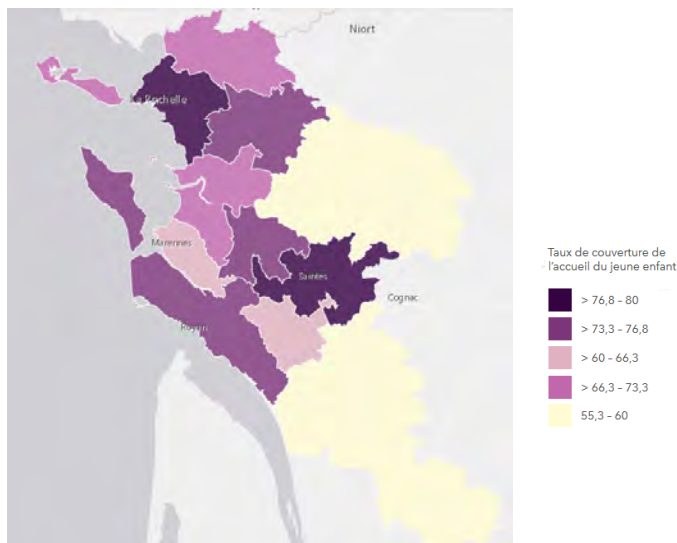 Niort
La Rochelle
Marennes
Saintes
Cognac
Royan
Taux de couverture de
l'accueil du jeune enfant
> 76,8 – 80
> 73,3 – 76,8
> 60 – 66,3
> 66,3 – 73,3
55,3 – 60